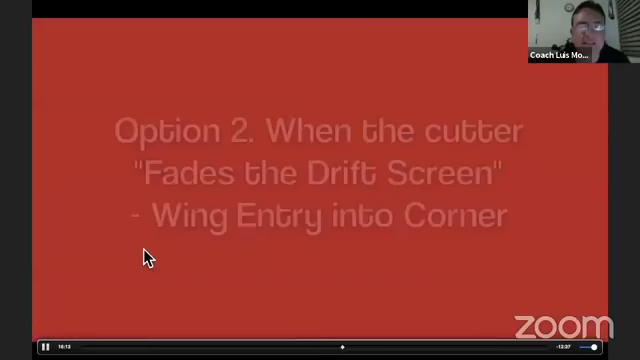 Coach Luis Mo...
Option 2. When the cutter
"Fades the Drift Screen"
- Wing Entry into Corner
zoom
16:13
-12:37